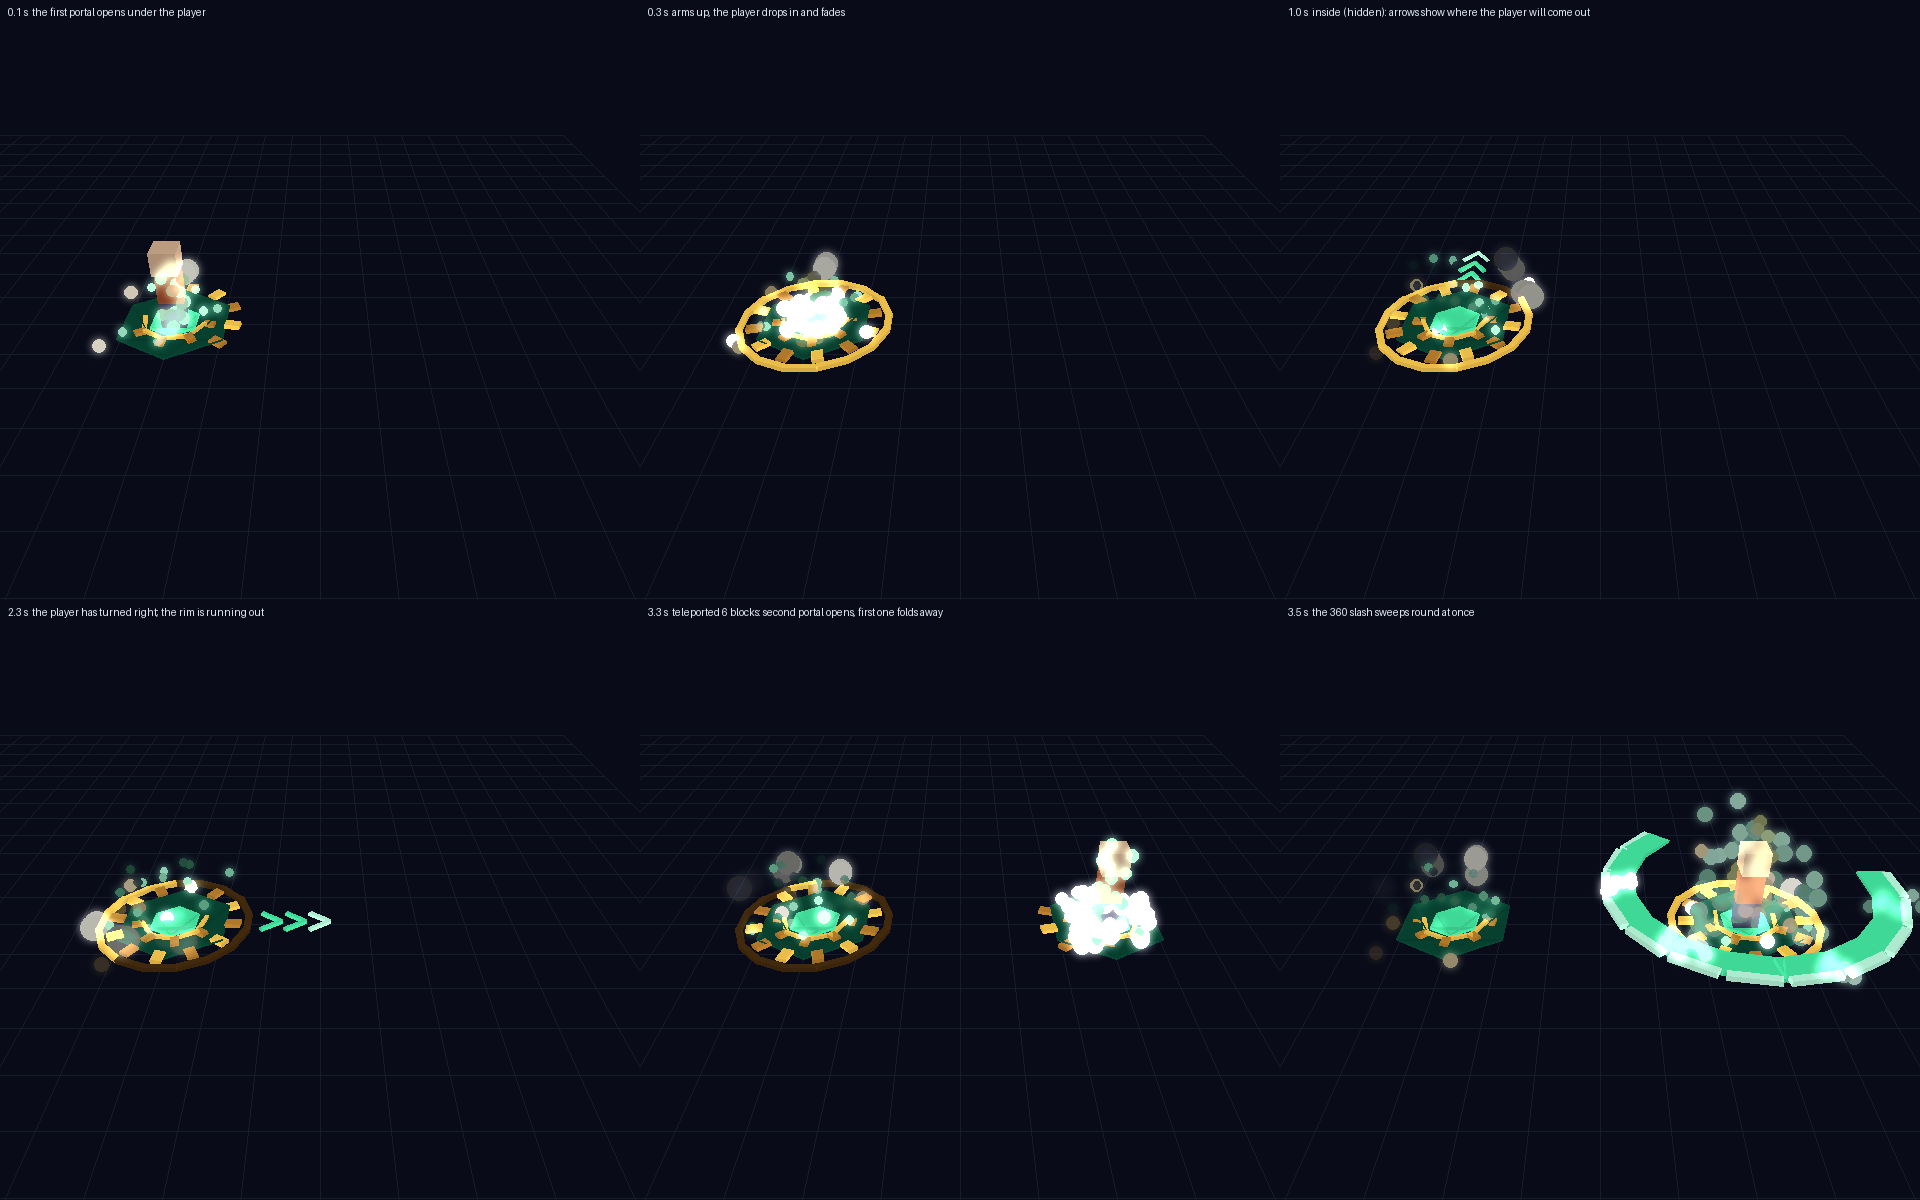 0.1 s the first portal opens under the player
0.3 s arms up, the player drops in and fades
1.0 s inside (hidden): arrows show where the player will come out
2.3 s the player has turned right; the rim is running out
3.3 s teleported 6 blocks: second portal opens, first one folds away
3.5 s the 360 slash sweeps round at once